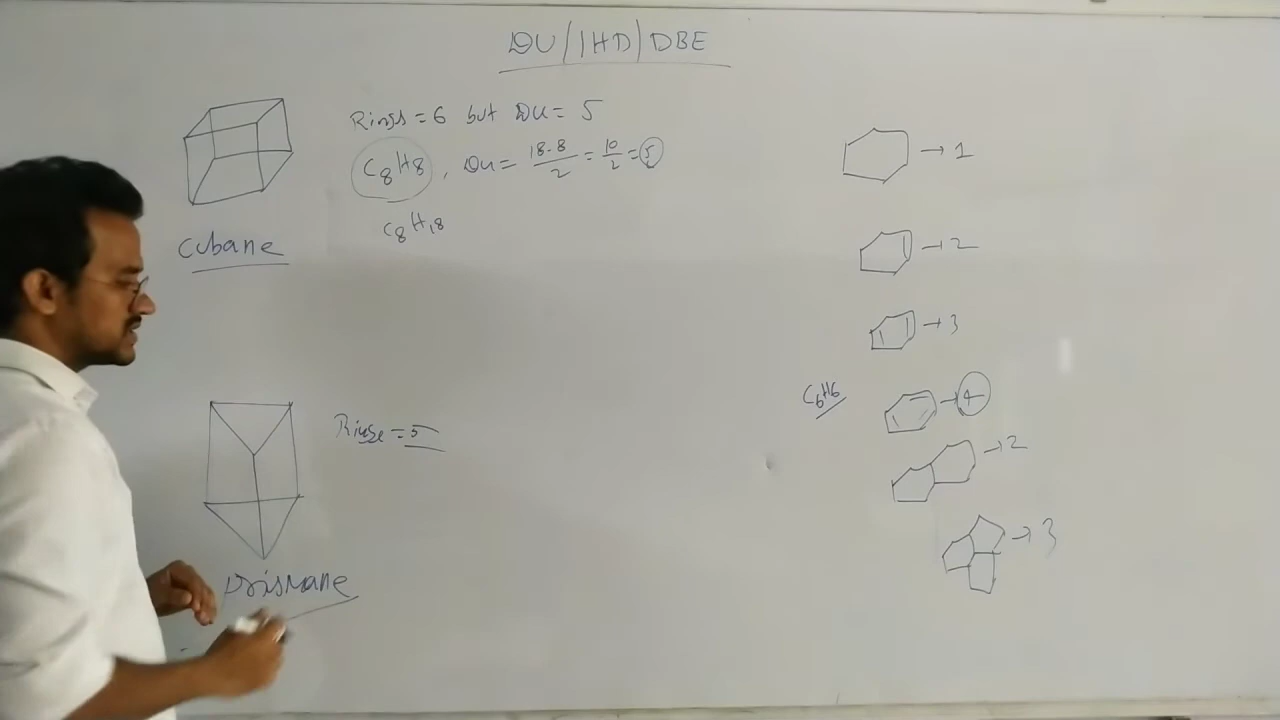 DU/IHD/DBE
Rings = 6 but DU = 5
C8H8, DU = 18-8/2 = 10/2 = 5
C8H18
Cubane
Rings = 5
Prismane
→ 1
→ 2
→ 3
C6H6 → 4
→ 2
→ 3